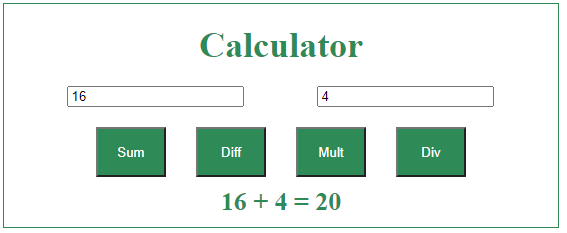 Calculator
16 4
Sum Diff Mult Div
16 + 4 = 20